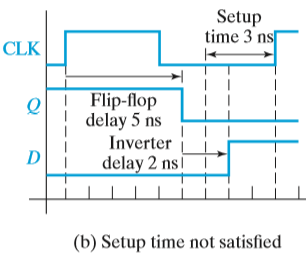 Setup
time 3 ns
CLK
Q
Flip-flop
delay 5 ns
Inverter
D
delay 2 ns
(b) Setup time not satisfied